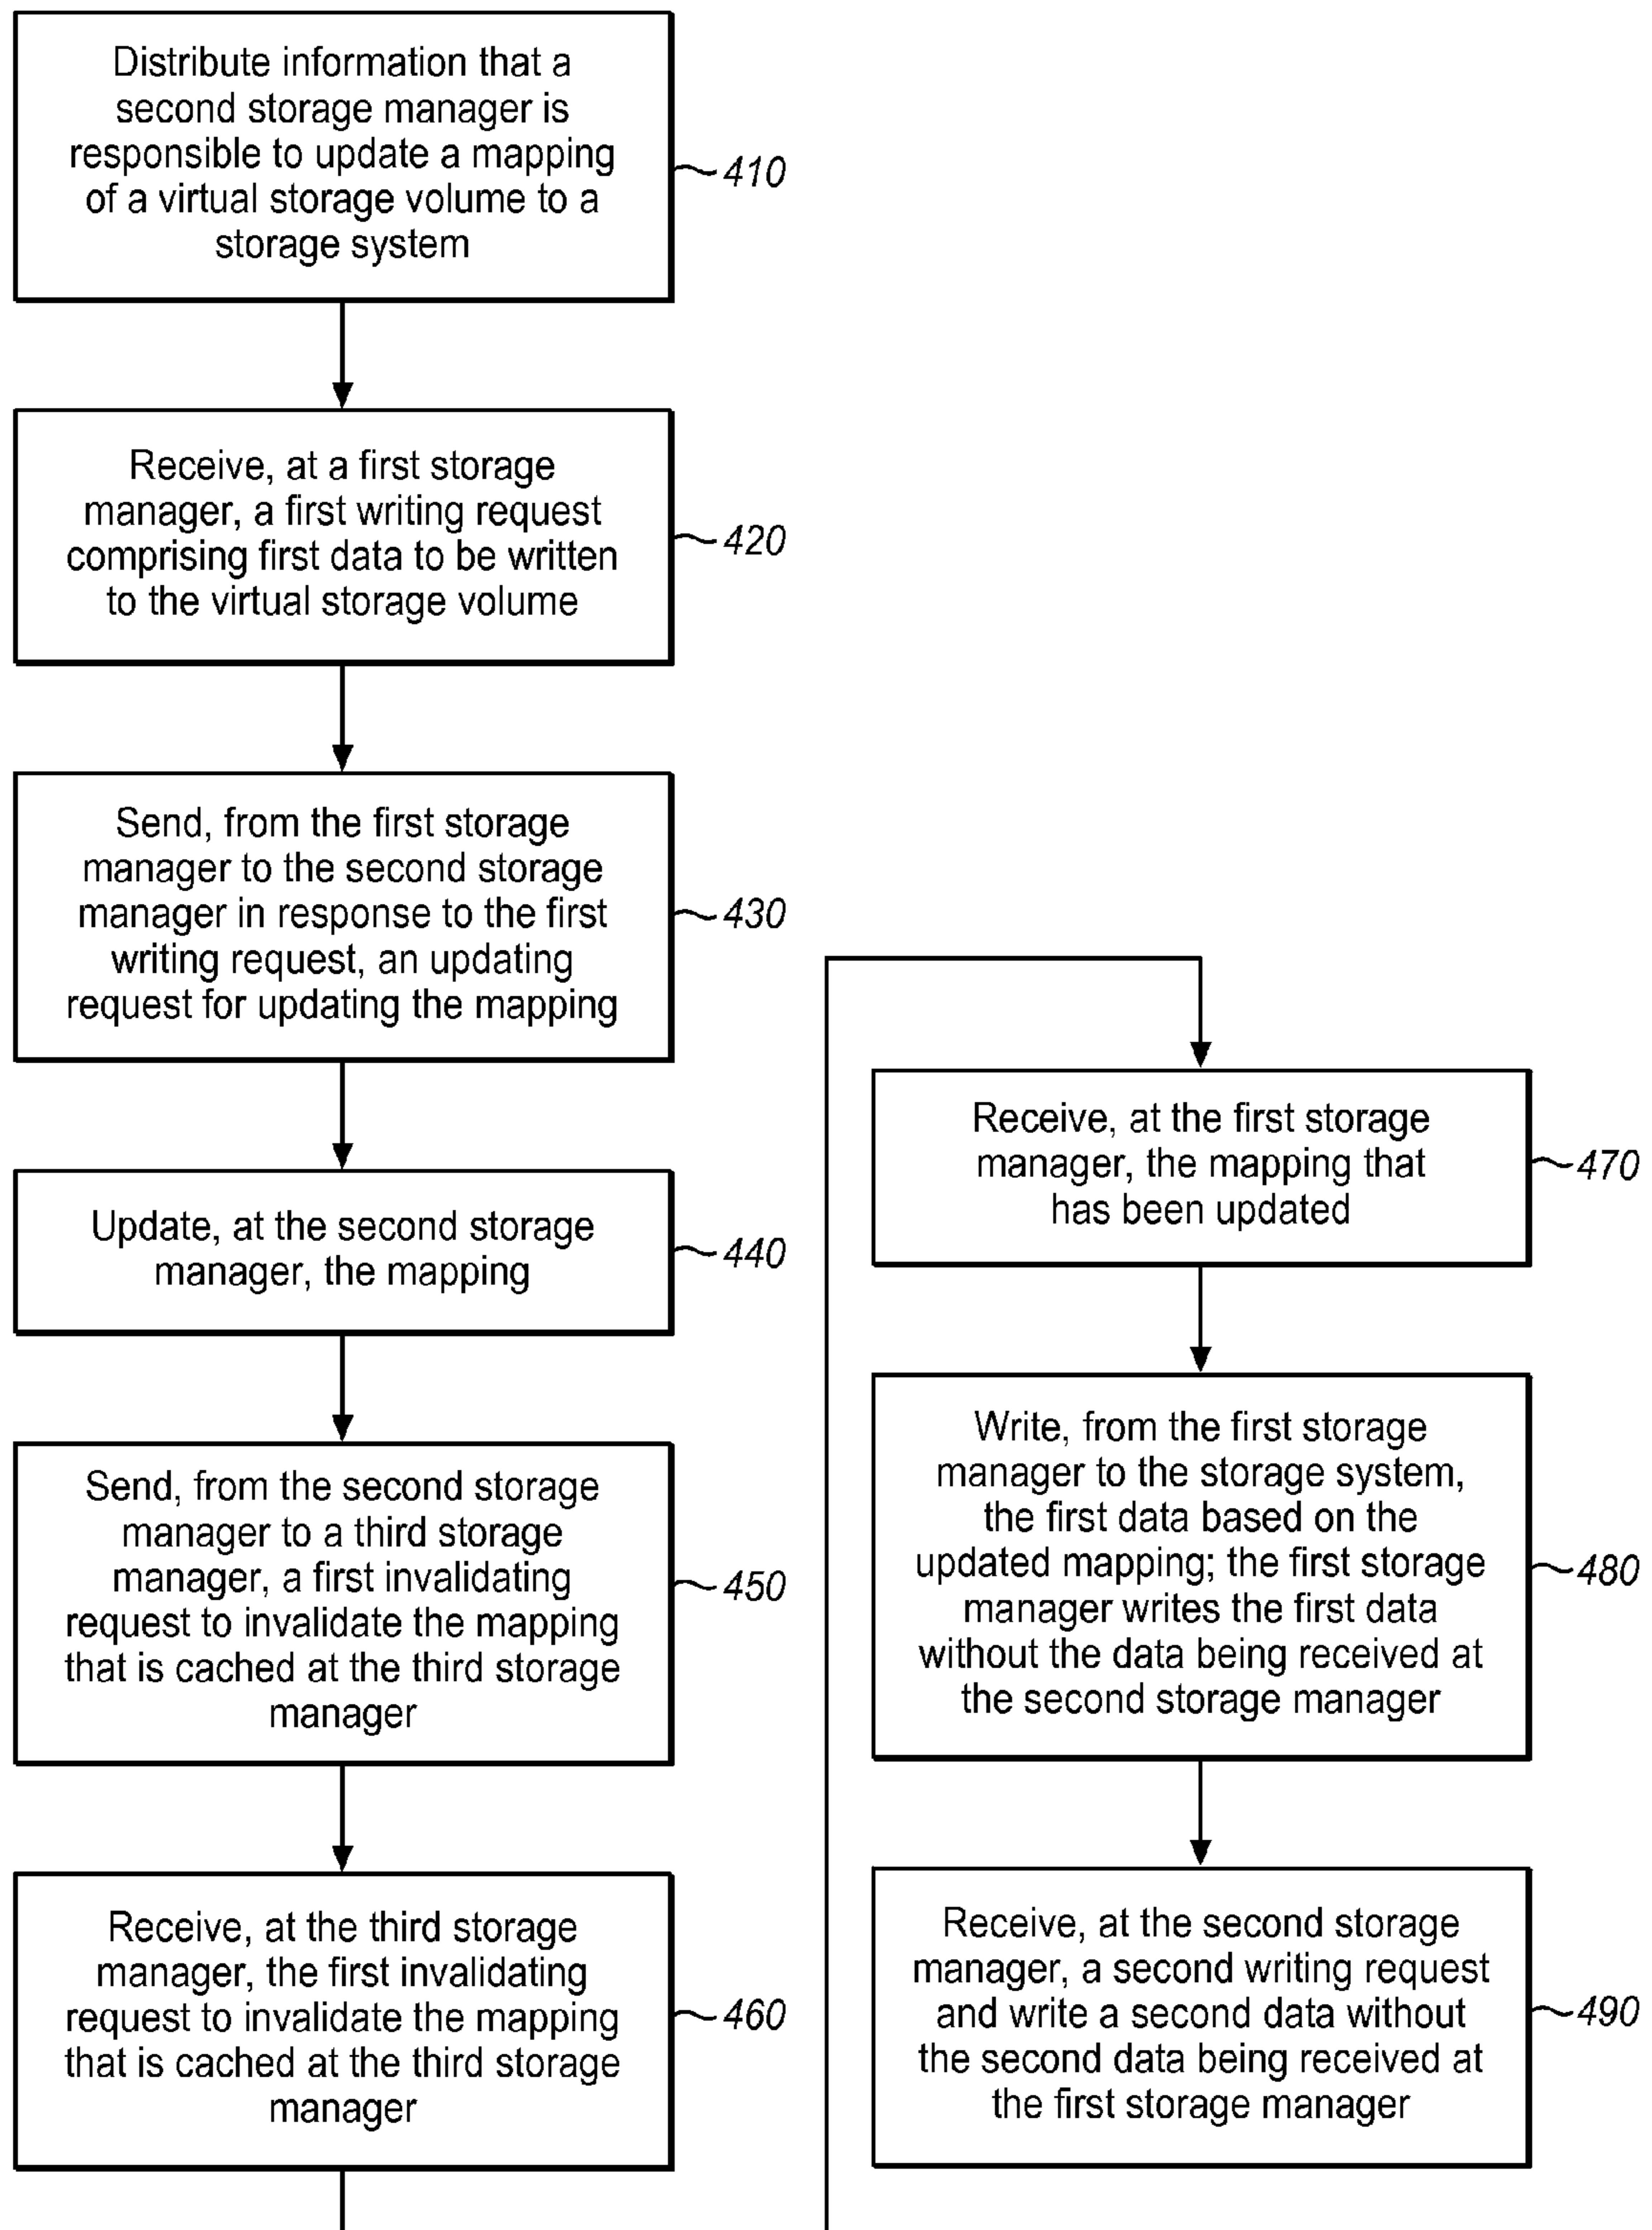 Distribute information that a
second storage manager is
responsible to update a mapping
of a virtual storage volume to a
storage system
410
Receive, at a first storage
manager, a first writing request
comprising first data to be written
to the virtual storage volume
420
Send, from the first storage
manager to the second storage
manager in response to the first
writing request, an updating
request for updating the mapping
430
Update, at the second storage
manager, the mapping
440
Send, from the second storage
manager to a third storage
manager, a first invalidating
request to invalidate the mapping
that is cached at the third storage
manager
450
Receive, at the third storage
manager, the first invalidating
request to invalidate the mapping
that is cached at the third storage
manager
460
Receive, at the first storage
manager, the mapping that
has been updated
470
Write, from the first storage
manager to the storage system,
the first data based on the
updated mapping; the first storage
manager writes the first data
without the data being received at
the second storage manager
480
Receive, at the second storage
manager, a second writing request
and write a second data without
the second data being received at
the first storage manager
490